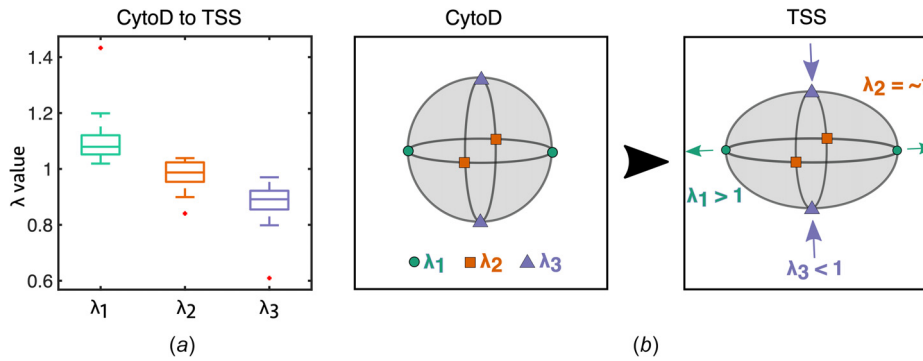 CytoD to TSS
λ value
1.4
1.2
1
0.8
0.6
λ1 λ2 λ3
(a)
CytoD
λ1 λ2 λ3
TSS
λ2 = ~
λ1 > 1
λ3 < 1
(b)